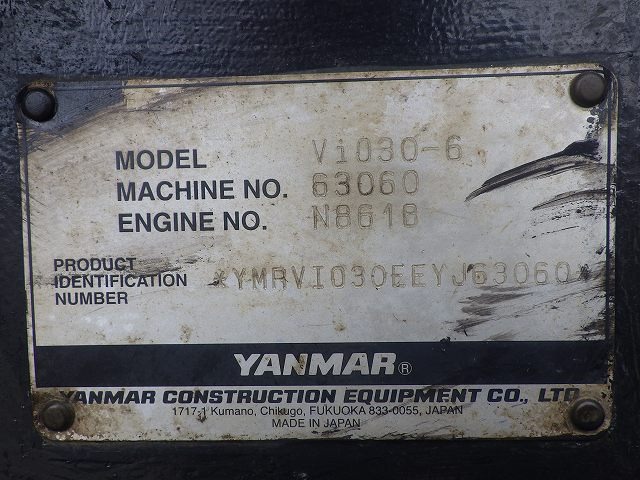 MODEL Vi030-6
MACHINE NO. 63060
ENGINE NO. N8618
PRODUCT
IDENTIFICATION
NUMBER
*YMRVI030EEYJ63060*
YANMAR®
YANMAR CONSTRUCTION EQUIPMENT CO., LTD
1717-1 Kumano, Chikugo, FUKUOKA 833-0055, JAPAN
MADE IN JAPAN